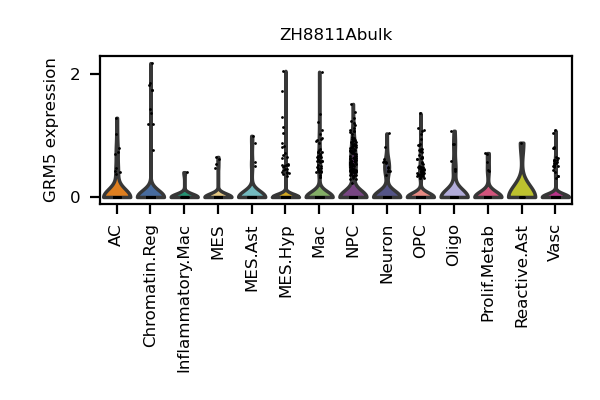 ZH8811Abulk
GRM5 expression
2
0
AC
Chromatin.Reg
Inflammatory.Mac
MES
MES.Ast
MES.Hyp
Mac
NPC
Neuron
OPC
Oligo
Prolif.Metab
Reactive.Ast
Vasc